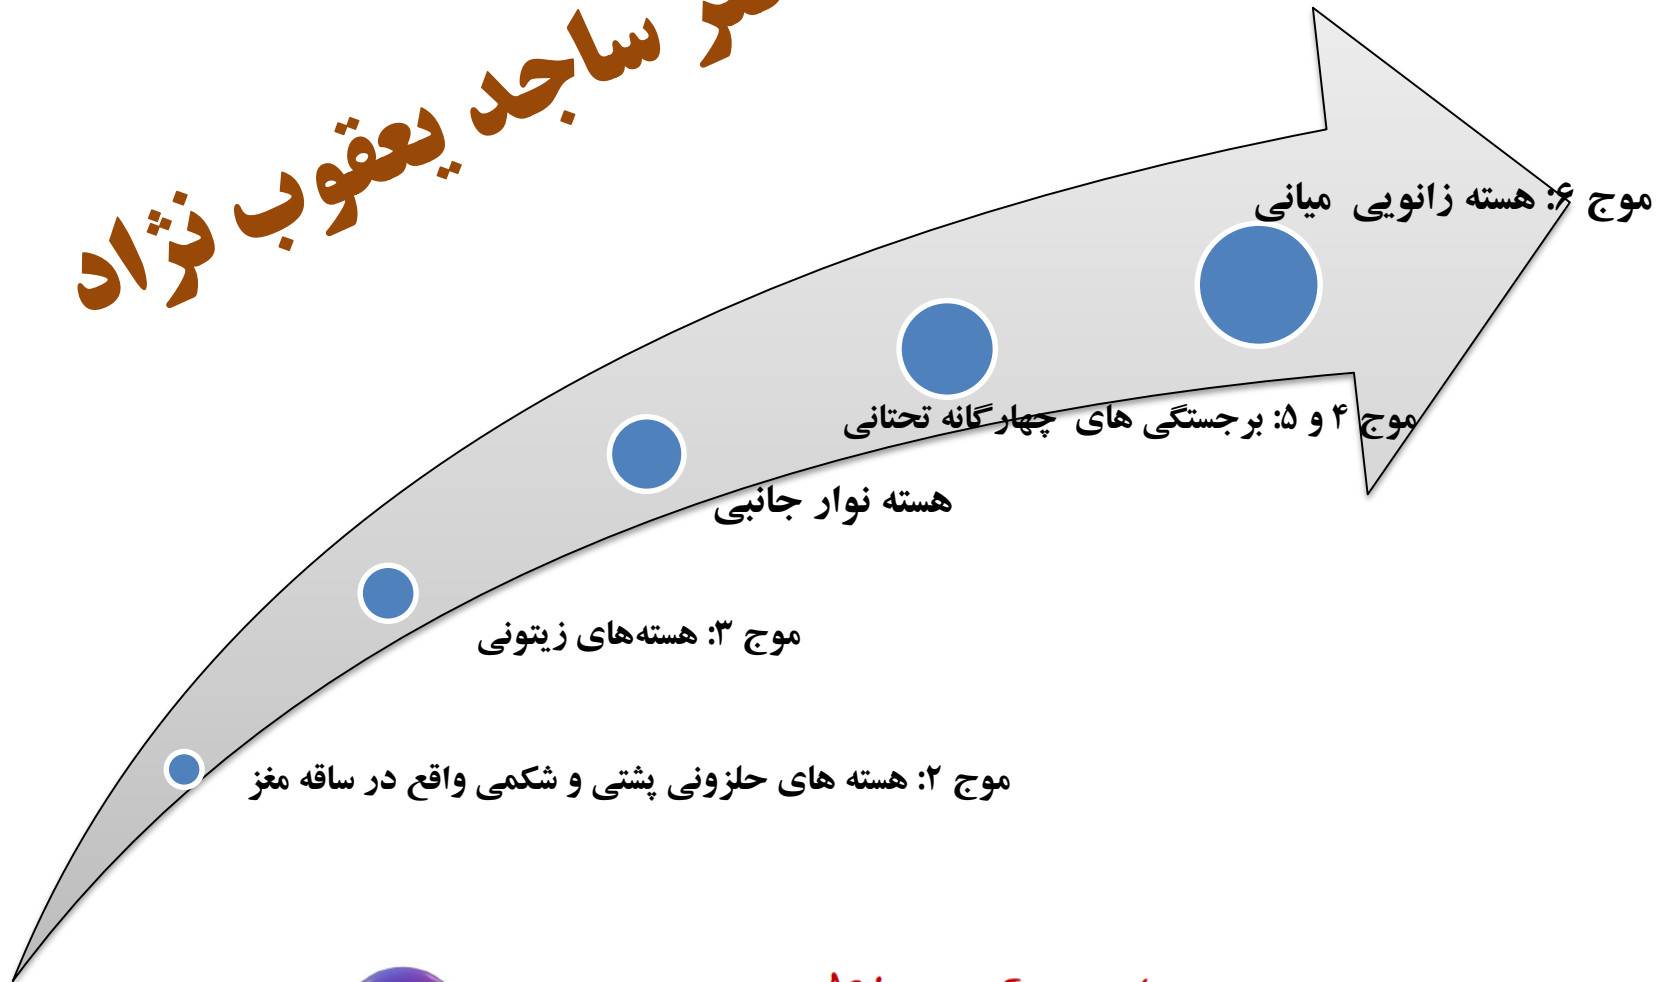 ساجد یعقوب نژاد
موج ۶: هسته زانویی میانی
موج ۴ و ۵: برجستگی های چهارگانه تحتانی
هسته نوار جانبی
موج ۳: هسته‌های زیتونی
موج ۲: هسته های حلزونی پشتی و شکمی واقع در ساقه مغز